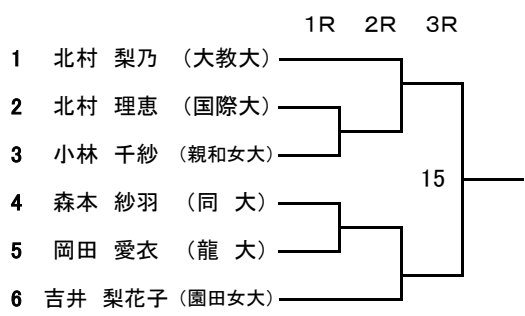 1R 2R 3R
1 北村 梨乃 (大教大)
2 北村 理恵 (国際大)
3 小林 千紗 (親和女大)
15
4 森本 紗羽 (同 大)
5 岡田 愛衣 (龍 大)
6 吉井 梨花子 (園田女大)